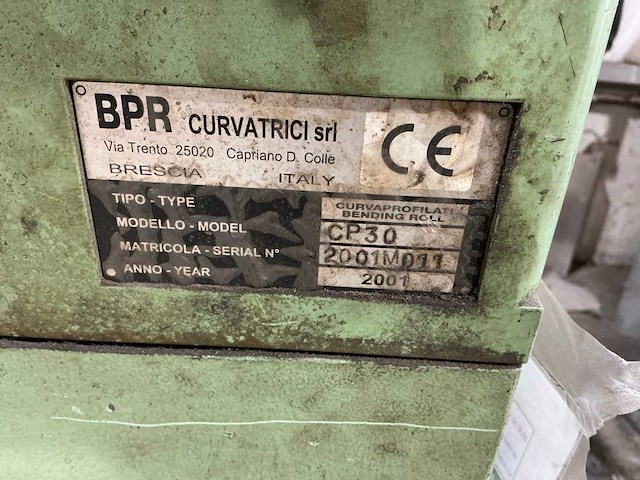 BPR CURVATRICI srl
Via Trento 25020 Capriano D. Colle
BRESCIA ITALY
CE
TIPO - TYPE CURVAPROFILATI BENDING ROLL
MODELLO - MODEL CP30
MATRICOLA - SERIAL N° 2001M011
ANNO - YEAR 2001